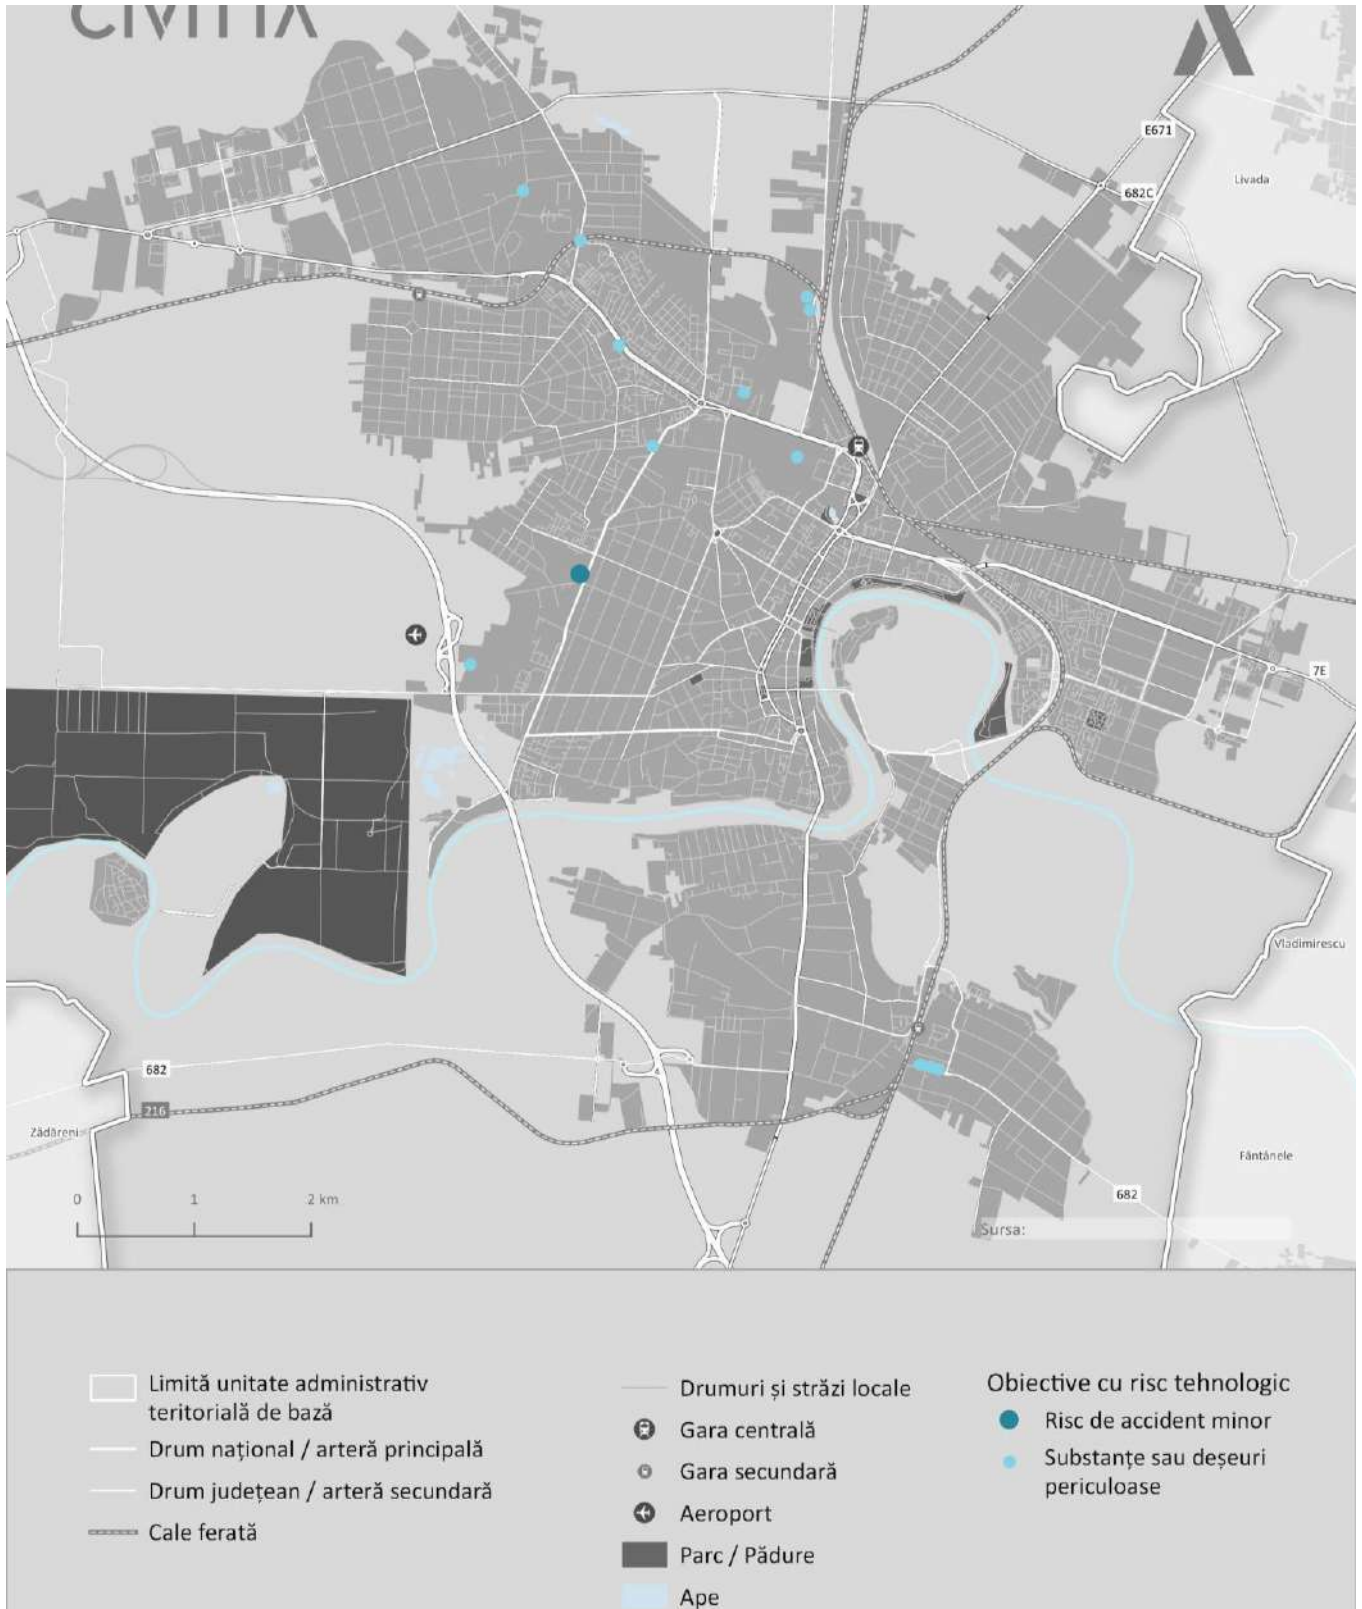 CIVITTA
E671
682C
Livada
7E
Vladimirescu
682
216
Zădăreni
Fântânele
0 1 2 km
682
Sursa:
Limită unitate administrativ
teritorială de bază
Drum național / arteră principală
Drum județean / arteră secundară
Cale ferată
Drumuri și străzi locale
Gara centrală
Gara secundară
Aeroport
Parc / Pădure
Ape
Obiective cu risc tehnologic
Risc de accident minor
Substanțe sau deșeuri
periculoase